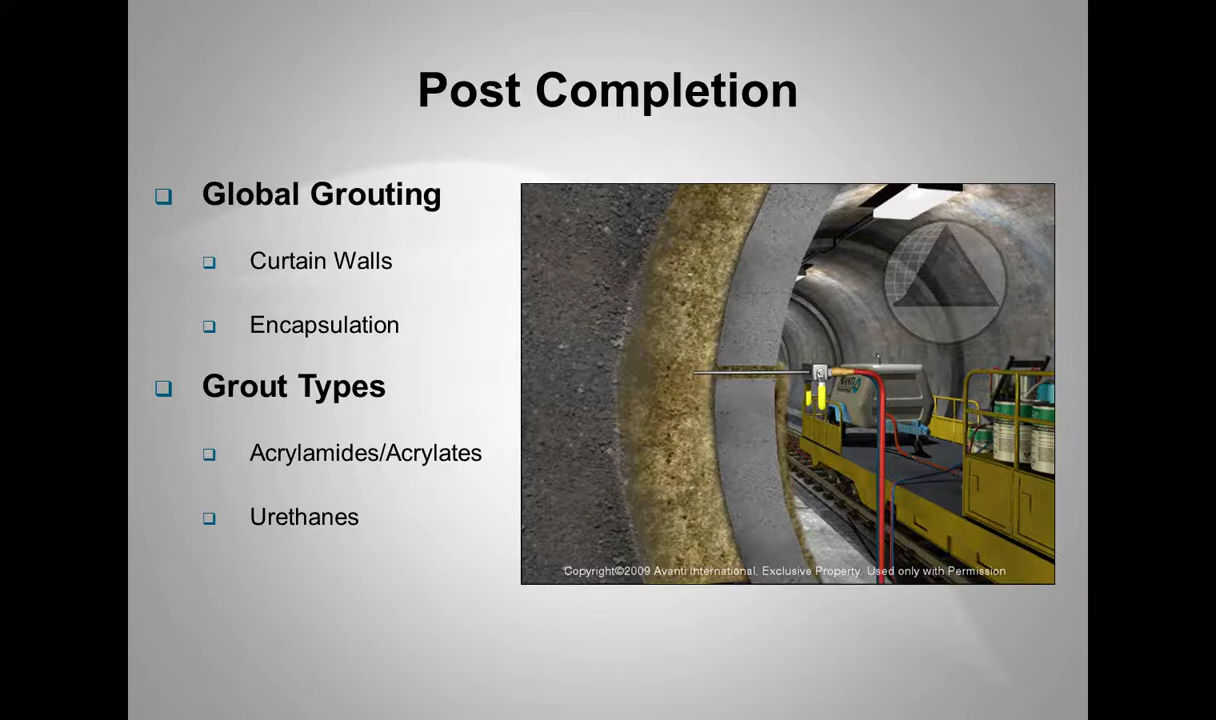 Post Completion
Global Grouting
Curtain Walls
Encapsulation
Grout Types
Acrylamides/Acrylates
Urethanes
AVANTI
Copyright©2009 Avanti International. Exclusive Property. Used only with Permission